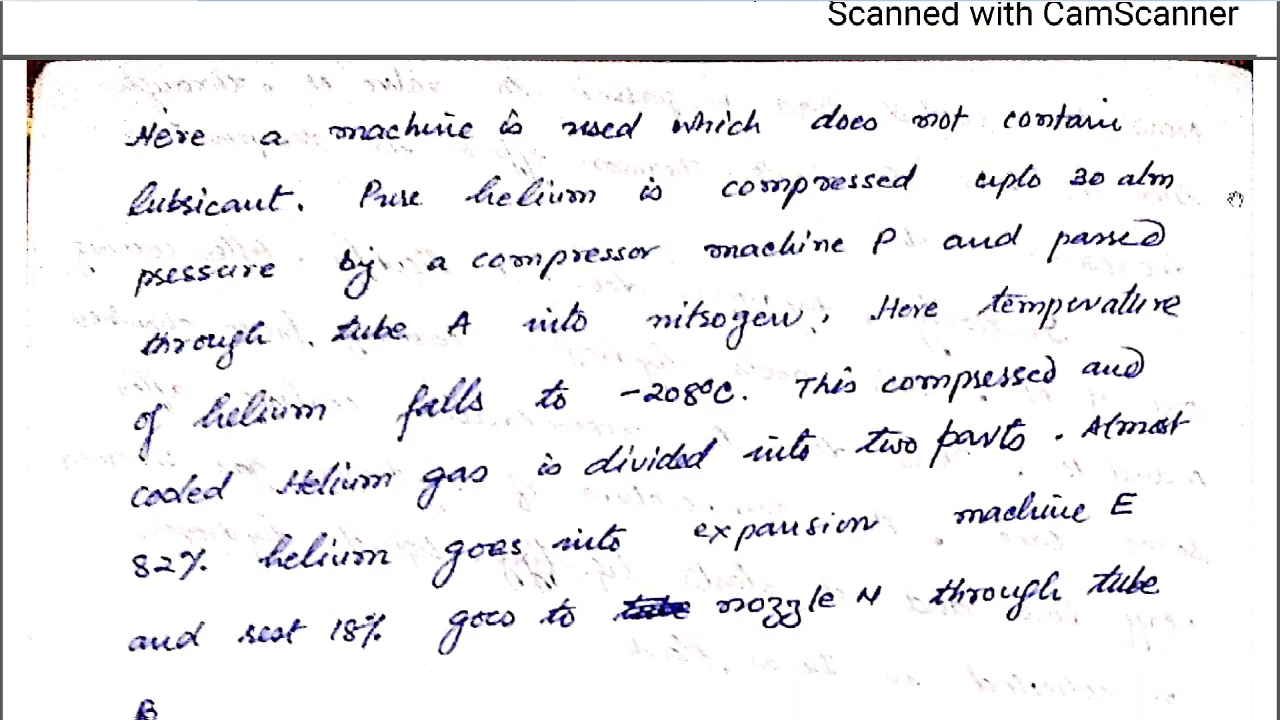 Scanned with CamScanner
Here a machine is used which does not contain
lubricant. Pure helium is compressed upto 30 atm
pressure by a compressor machine P and passed
through tube A into nitrogen. Here temperature
of helium falls to -208°C. This compressed and
cooled Helium gas is divided into two parts. Almost
82% helium goes into expansion machine E
and rest 18% goes to nozzle N through tube
B